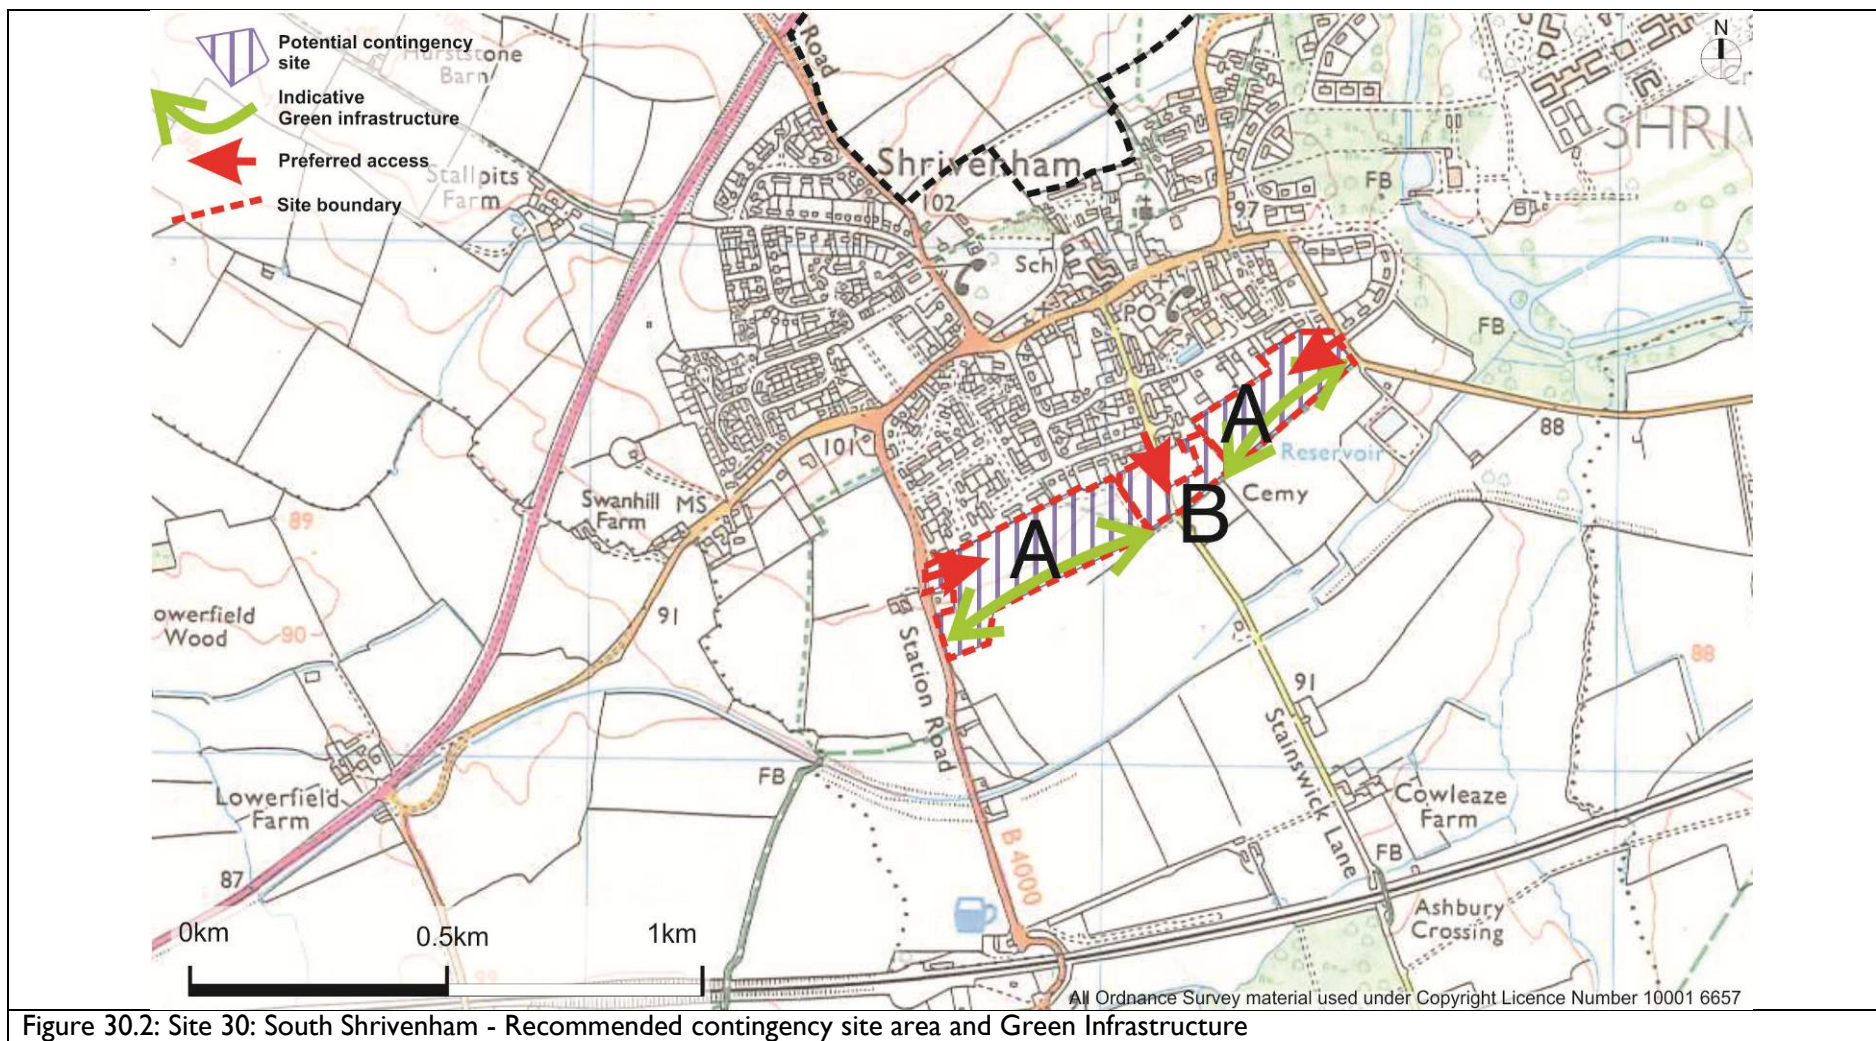 Potential contingency
site
Indicative
Green infrastructure
Preferred access
Site boundary
N
Hurststone
Barn
Stallpits
Farm
Road
Shrivenham
SHRIV
102
97
FB
Sch
PO
FB
A
88
Reservoir
101
Swanhill
Farm
MS
89
Cemy
B
A
owerfield
Wood
90
91
Station Road
88
91
Stainswick Lane
FB
Lowerfield
Farm
Cowleaze
Farm
B 4000
FB
87
Ashbury
Crossing
0km
0.5km
1km
All Ordnance Survey material used under Copyright Licence Number 10001 6657
Figure 30.2: Site 30: South Shrivenham - Recommended contingency site area and Green Infrastructure